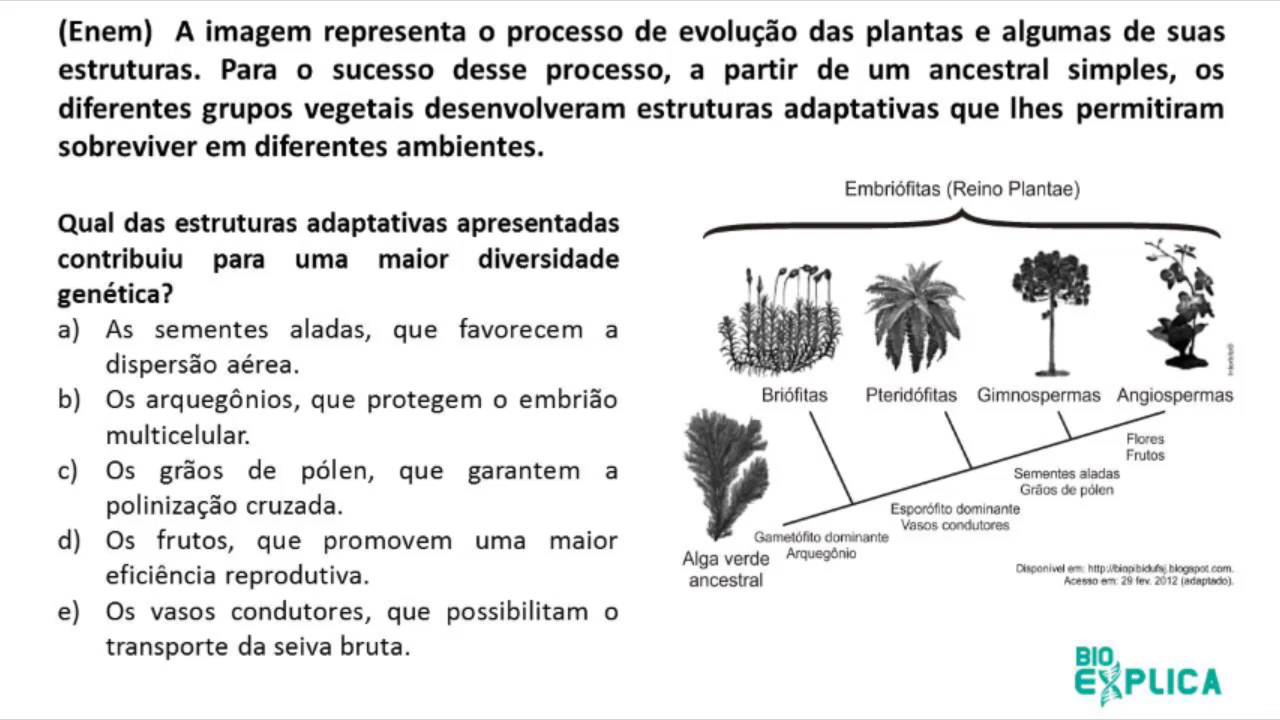 (Enem) A imagem representa o processo de evolução das plantas e algumas de suas
estruturas. Para o sucesso desse processo, a partir de um ancestral simples, os
diferentes grupos vegetais desenvolveram estruturas adaptativas que lhes permitiram
sobreviver em diferentes ambientes.
Qual das estruturas adaptativas apresentadas
contribuiu para uma maior diversidade
genética?
a) As sementes aladas, que favorecem a
dispersão aérea.
b) Os arquegônios, que protegem o embrião
multicelular.
c) Os grãos de pólen, que garantem a
polinização cruzada.
d) Os frutos, que promovem uma maior
eficiência reprodutiva.
e) Os vasos condutores, que possibilitam o
transporte da seiva bruta.
Embriófitas (Reino Plantae)
Briófitas
Pteridófitas
Gimnospermas
Angiospermas
Flores
Frutos
Sementes aladas
Grãos de pólen
Esporófito dominante
Vasos condutores
Gametófito dominante
Arquegônio
Alga verde
ancestral
Disponível em: http://biopibidufsj.blogspot.com.
Acesso em: 29 fev. 2012 (adaptado).
BIO
EXPLICA